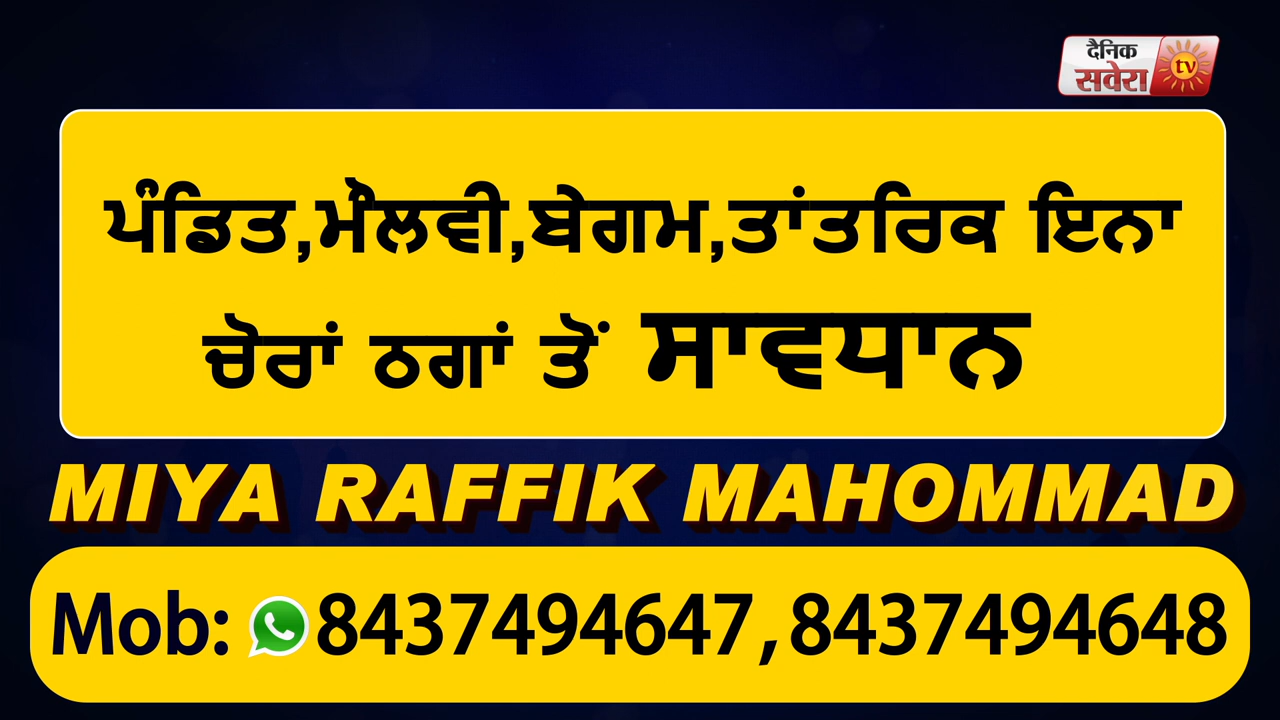 दैनिक
सवेरा tv
ਪੰਡਿਤ,ਮੌਲਵੀ,ਬੇਗਮ,ਤਾਂਤਰਿਕ ਇਨਾ
ਚੋਰਾਂ ਠਗਾਂ ਤੋਂ ਸਾਵਧਾਨ
MIYA RAFFIK MAHOMMAD
Mob: 8437494647, 8437494648